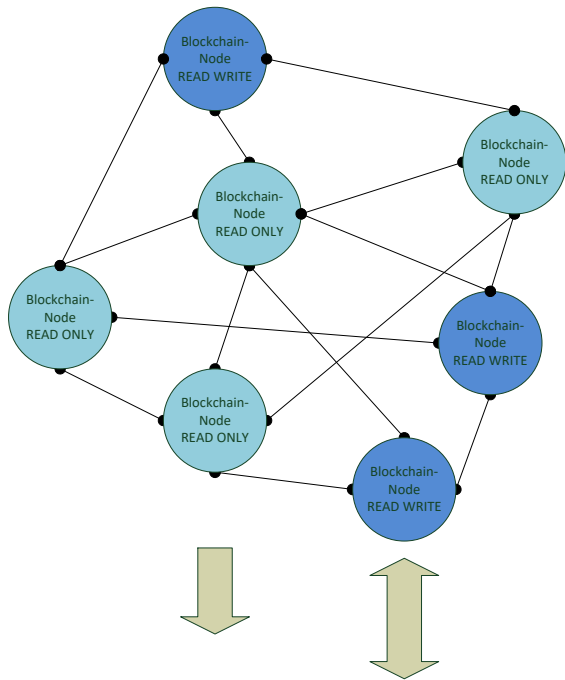 Blockchain-
Node
READ WRITE
Blockchain-
Node
READ ONLY
Blockchain-
Node
READ ONLY
Blockchain-
Node
READ ONLY
Blockchain-
Node
READ WRITE
Blockchain-
Node
READ ONLY
Blockchain-
Node
READ WRITE